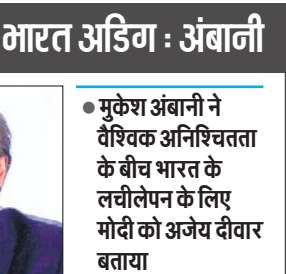 भारत अडिग : अंबानी
● मुकेश अंबानी ने
वैश्विक अनिश्चितता
के बीच भारत के
लचीलेपन के लिए
मोदी को अजेय दीवार
बताया